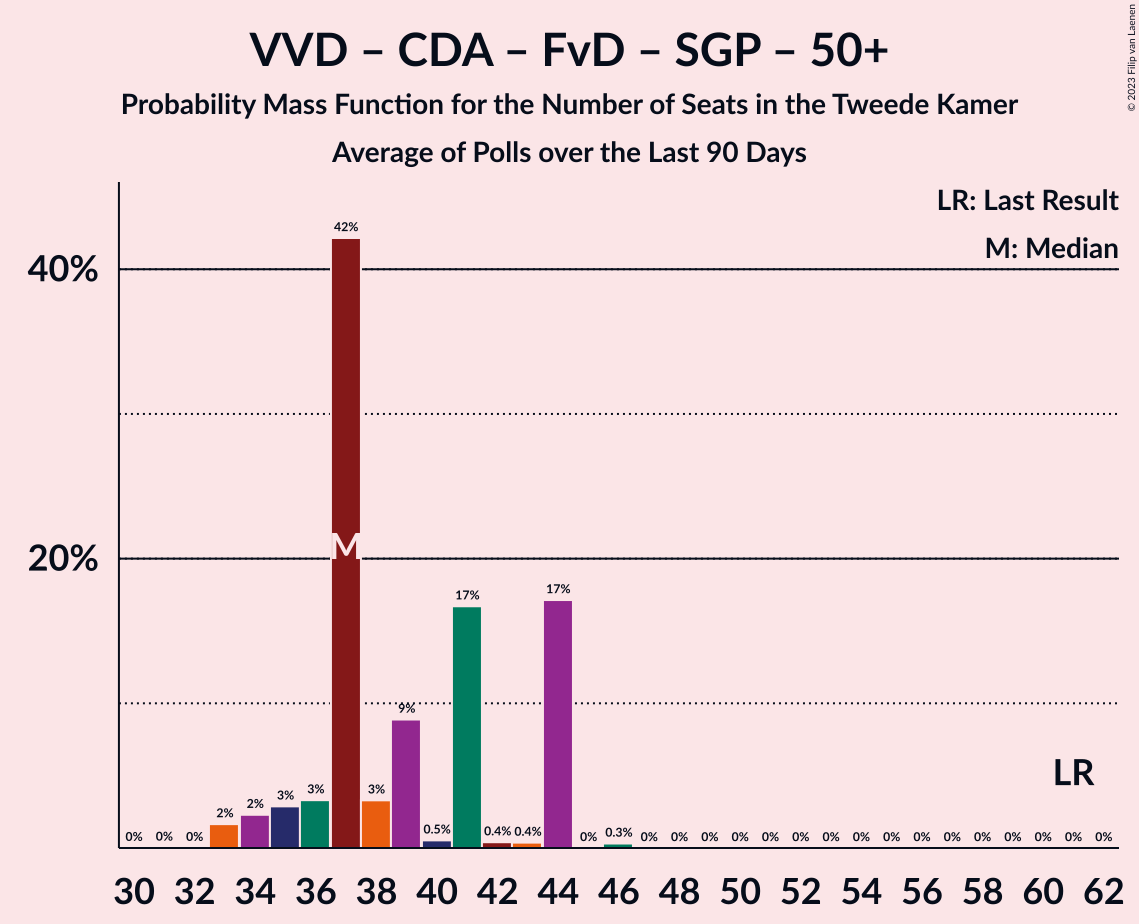 VVD – CDA – FvD – SGP – 50+
Probability Mass Function for the Number of Seats in the Tweede Kamer
Average of Polls over the Last 90 Days
© 2023 Filip van Laenen
LR: Last Result
M: Median
40%
20%
0% 0% 0% 2% 2% 3% 3% 42% 3% 9% 0.5% 17% 0.4% 0.4% 17% 0% 0.3% 0% 0% 0% 0% 0% 0% 0% 0% 0% 0% 0% 0% 0% 0% 0% 0%
M
LR
30 32 34 36 38 40 42 44 46 48 50 52 54 56 58 60 62